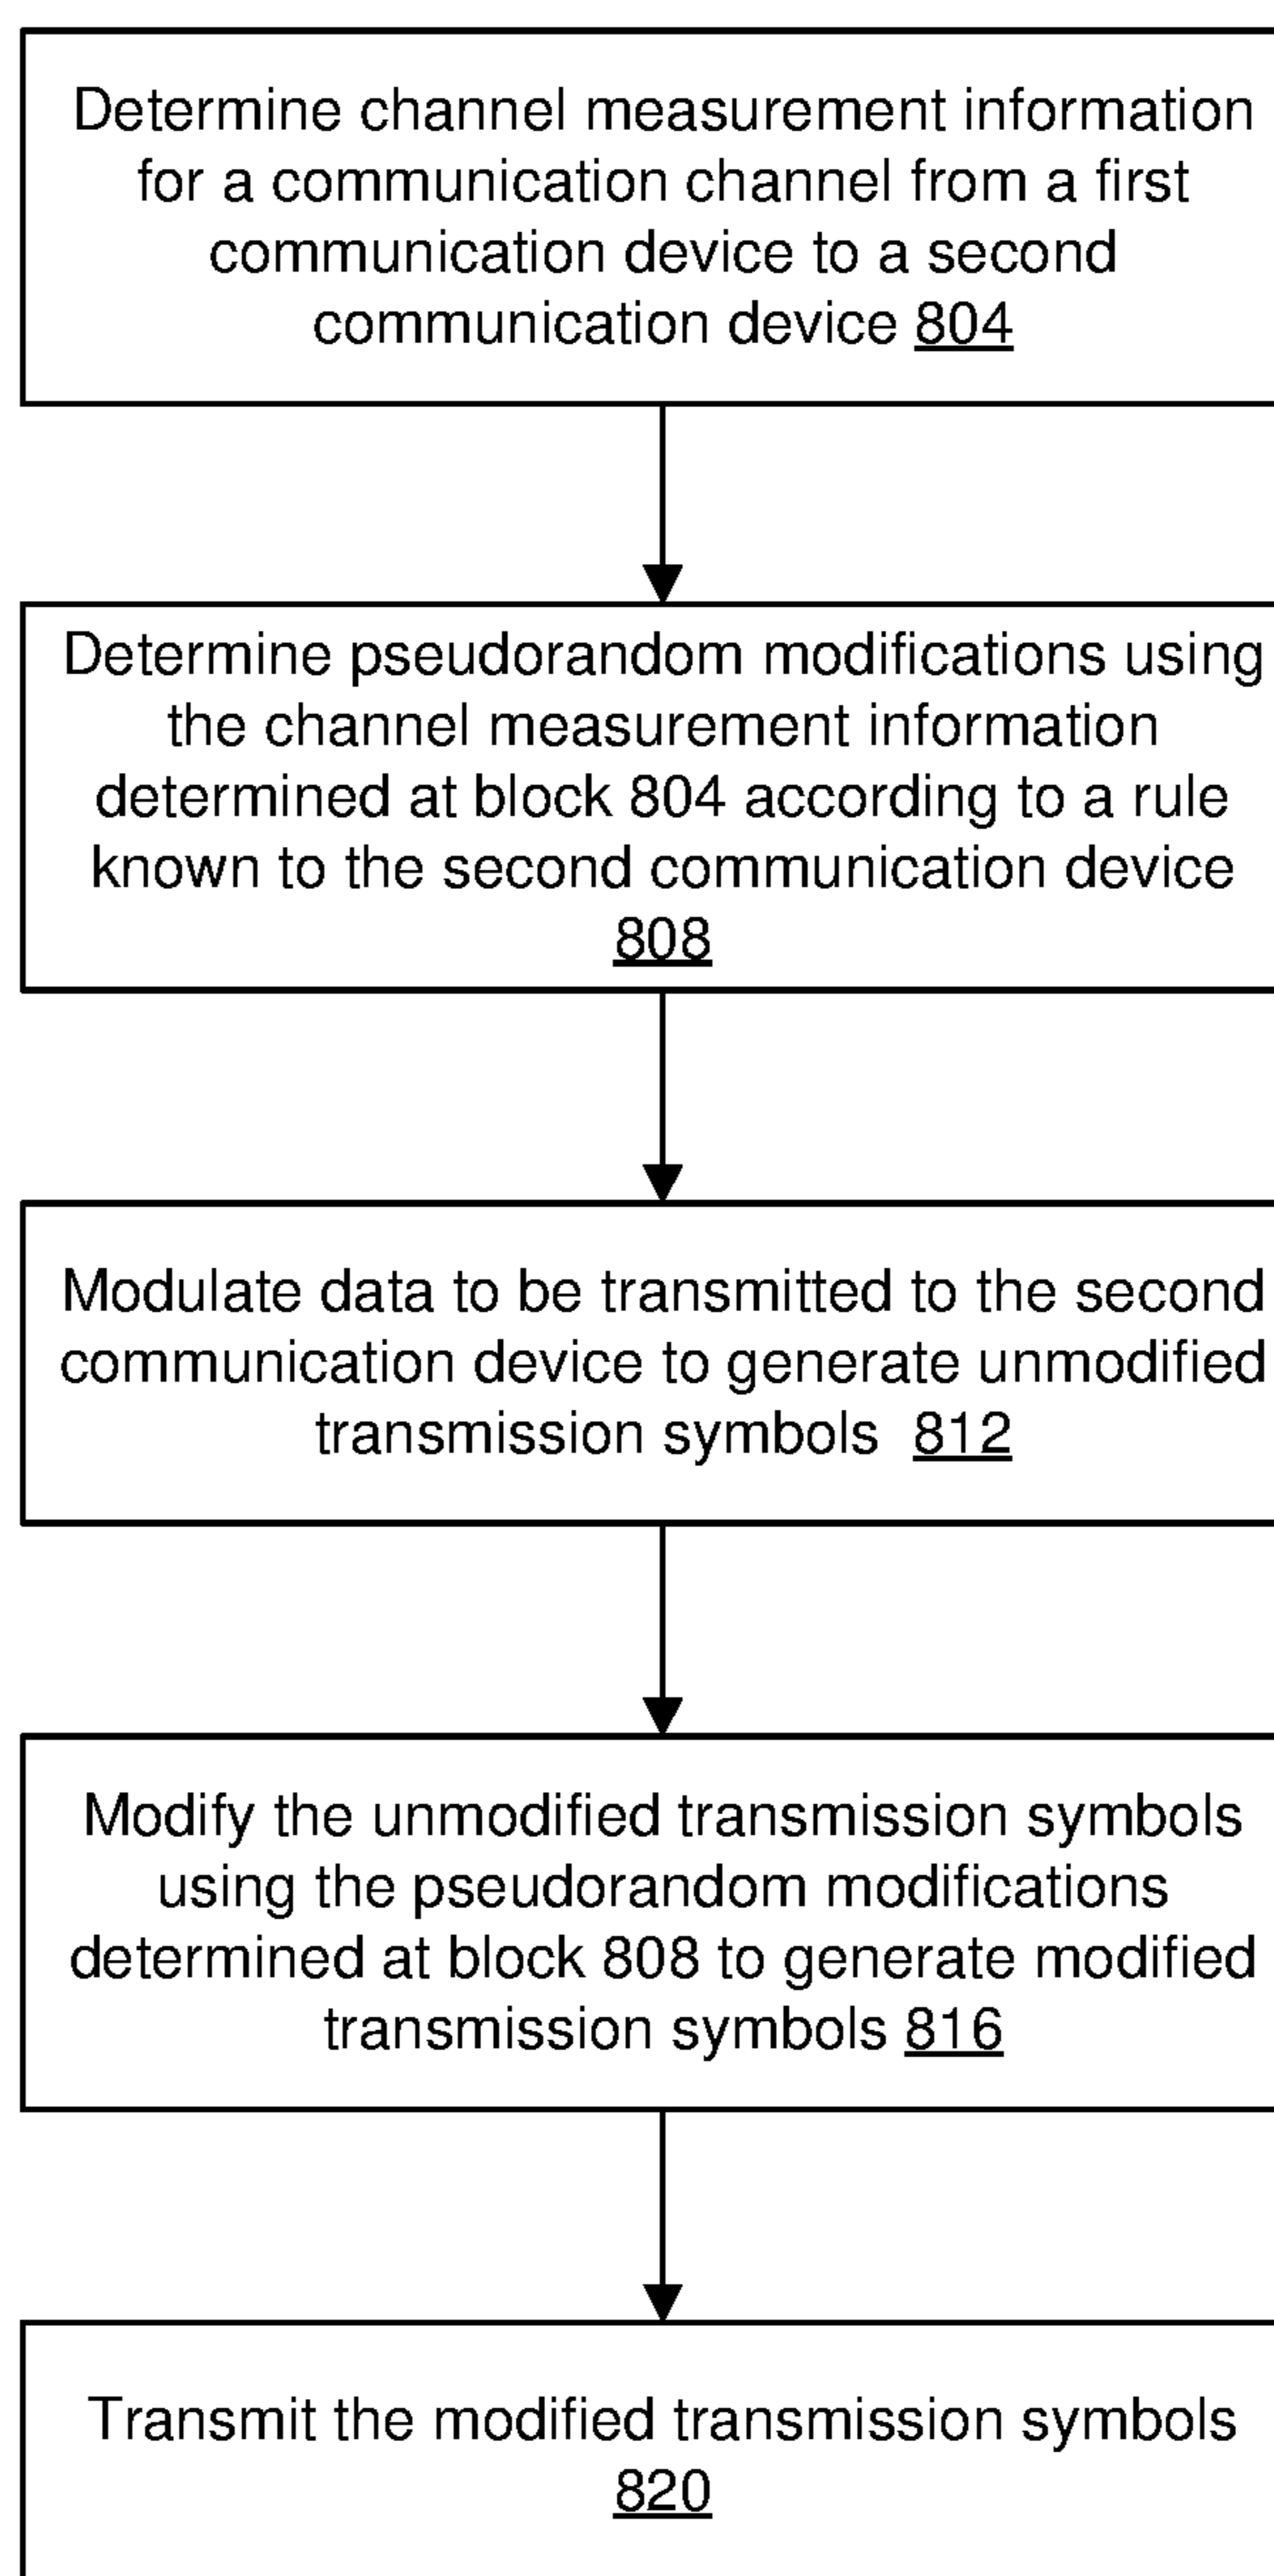 Determine channel measurement information
for a communication channel from a first
communication device to a second
communication device 804
Determine pseudorandom modifications using
the channel measurement information
determined at block 804 according to a rule
known to the second communication device
808
Modulate data to be transmitted to the second
communication device to generate unmodified
transmission symbols 812
Modify the unmodified transmission symbols
using the pseudorandom modifications
determined at block 808 to generate modified
transmission symbols 816
Transmit the modified transmission symbols
820